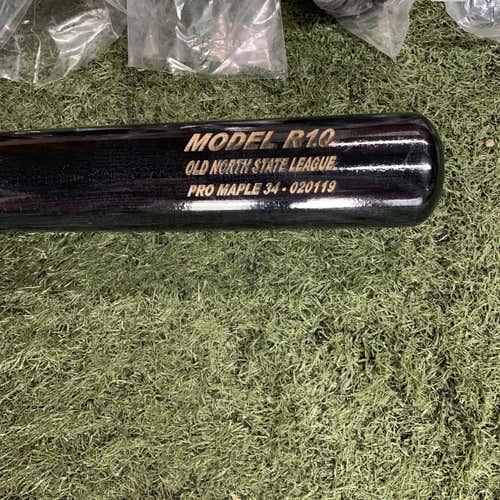 MODEL R10
OLD NORTH STATE LEAGUE
PRO MAPLE 34 - 020119